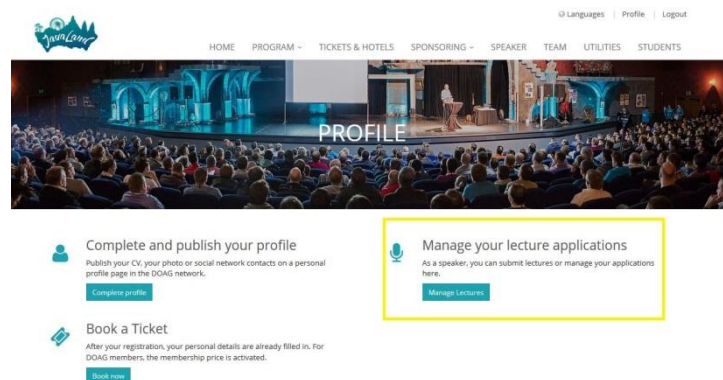 Languages | Profile | Logout
JavaLand
HOME PROGRAM TICKETS & HOTELS SPONSORING SPEAKER TEAM UTILITIES STUDENTS
PROFILE
Complete and publish your profile
Publish your CV, your photo or social network contacts on a personal
profile page in the DOAG network.
Complete profile
Manage your lecture applications
As a speaker, you can submit lectures or manage your applications
here.
Manage Lectures
Book a Ticket
After your registration, your personal details are already filled in. For
DOAG members, the membership price is activated.
Book now